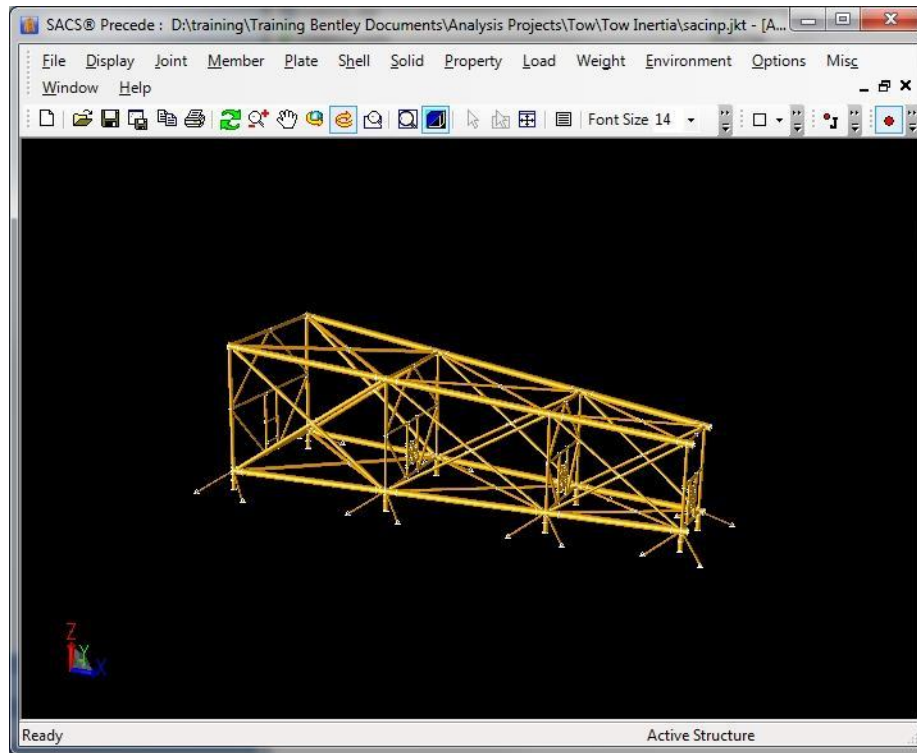 SACS® Precede : D:\training\Training Bentley Documents\Analysis Projects\Tow\Tow Inertia\sacinp.jkt - [A...
File Display Joint Member Plate Shell Solid Property Load Weight Environment Options Misc
Window Help
Font Size 14
Z
Y
X
Ready Active Structure